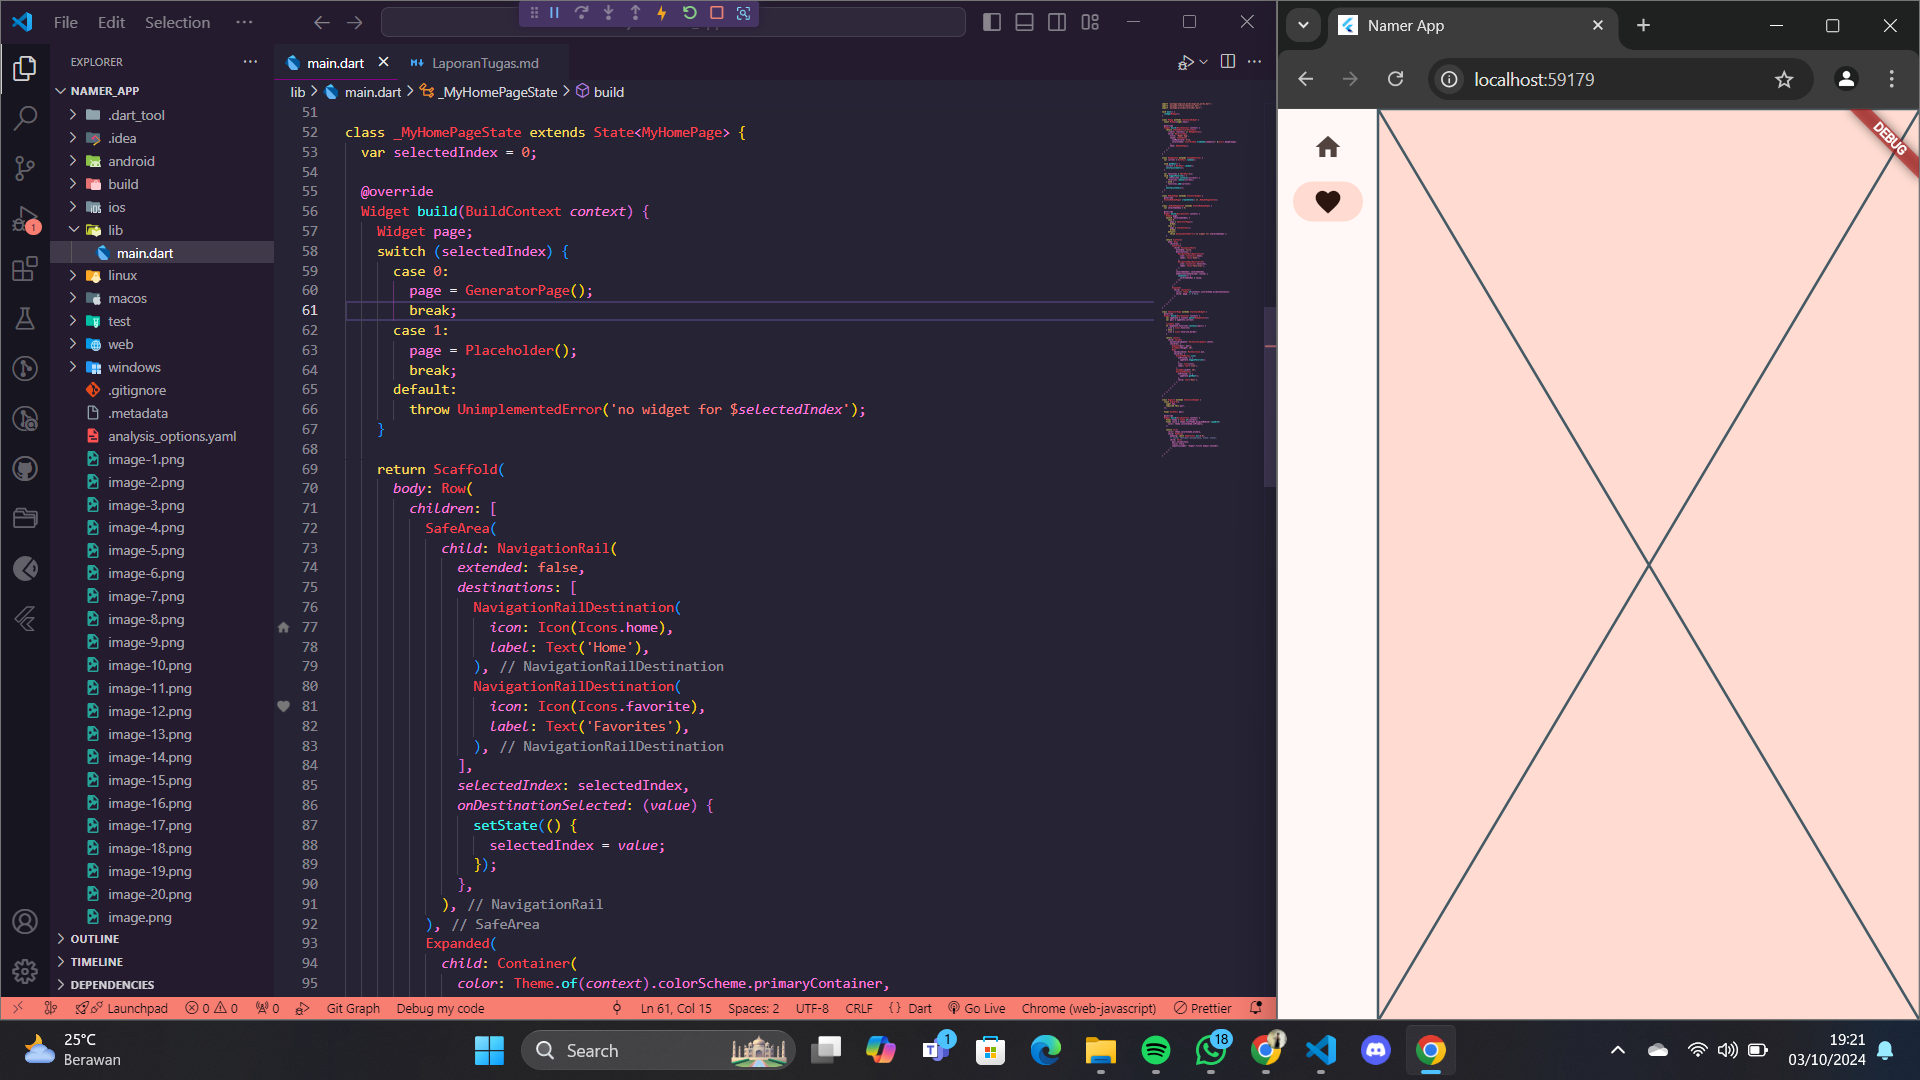 File Edit Selection ···
EXPLORER
NAMER_APP
.dart_tool
.idea
android
build
ios
lib
main.dart
linux
macos
test
web
windows
.gitignore
.metadata
analysis_options.yaml
image-1.png
image-2.png
image-3.png
image-4.png
image-5.png
image-6.png
image-7.png
image-8.png
image-9.png
image-10.png
image-11.png
image-12.png
image-13.png
image-14.png
image-15.png
image-16.png
image-17.png
image-18.png
image-19.png
image-20.png
image.png
OUTLINE
TIMELINE
DEPENDENCIES
1
main.dart LaporanTugas.md
lib > main.dart > _MyHomePageState > build
51
52 class _MyHomePageState extends State<MyHomePage> {
53 var selectedIndex = 0;
54
55 @override
56 Widget build(BuildContext context) {
57 Widget page;
58 switch (selectedIndex) {
59 case 0:
60 page = GeneratorPage();
61 break;
62 case 1:
63 page = Placeholder();
64 break;
65 default:
66 throw UnimplementedError('no widget for $selectedIndex');
67 }
68
69 return Scaffold(
70 body: Row(
71 children: [
72 SafeArea(
73 child: NavigationRail(
74 extended: false,
75 destinations: [
76 NavigationRailDestination(
77 icon: Icon(Icons.home),
78 label: Text('Home'),
79 ), // NavigationRailDestination
80 NavigationRailDestination(
81 icon: Icon(Icons.favorite),
82 label: Text('Favorites'),
83 ), // NavigationRailDestination
84 ],
85 selectedIndex: selectedIndex,
86 onDestinationSelected: (value) {
87 setState(() {
88 selectedIndex = value;
89 });
90 },
91 ), // NavigationRail
92 ), // SafeArea
93 Expanded(
94 child: Container(
95 color: Theme.of(context).colorScheme.primaryContainer,
Launchpad 0 0 0 Git Graph Debug my code Ln 61, Col 15 Spaces: 2 UTF-8 CRLF {} Dart Go Live Chrome (web-javascript) Prettier
Namer App
localhost:59179
DEBUG
25°C
Berawan
Search
1
18
19:21
03/10/2024